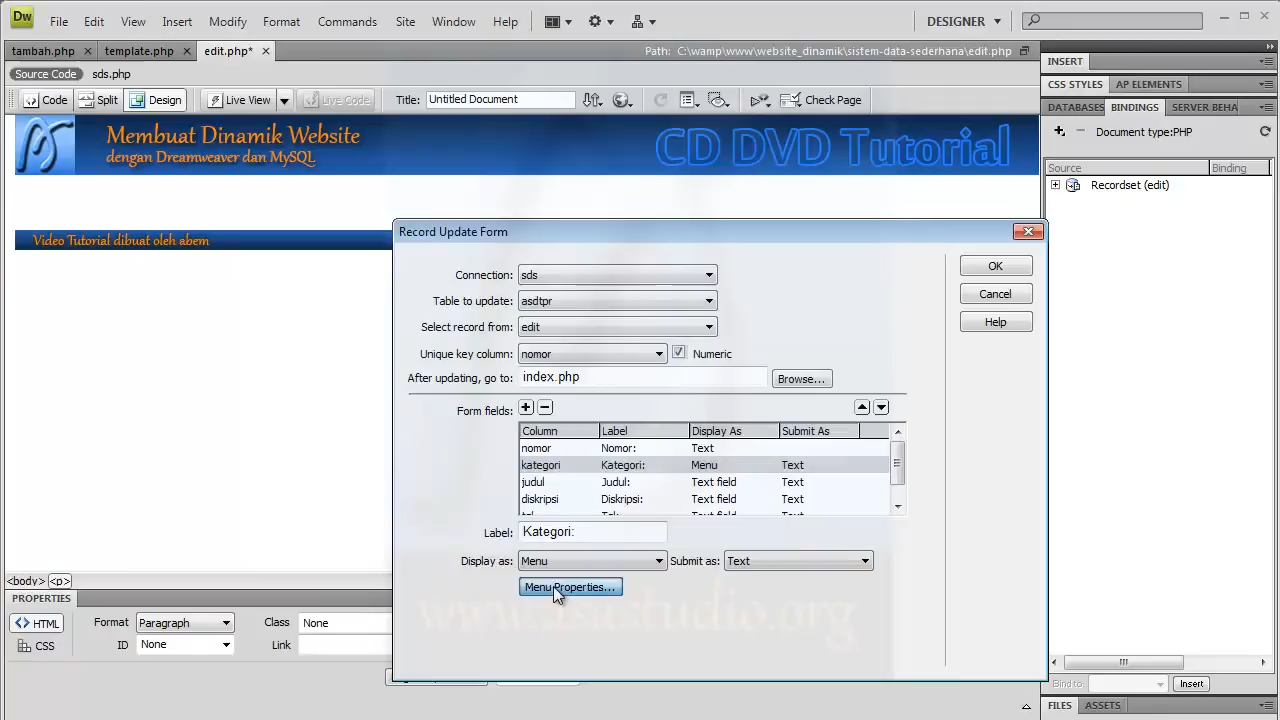 Dw File Edit View Insert Modify Format Commands Site Window Help DESIGNER
tambah.php template.php edit.php* Path: C:\wamp\www\website_dinamik\sistem-data-sederhana\edit.php
INSERT
Source Code sds.php
CSS STYLES AP ELEMENTS
Code Split Design Live View Live Code Title: Untitled Document Check Page
DATABASES BINDINGS SERVER BEHA
Membuat Dinamik Website
dengan Dreamweaver dan MySQL
CD DVD Tutorial
Document type:PHP
Source Binding
Recordset (edit)
Video Tutorial dibuat oleh abem
Record Update Form
Connection: sds
OK
Table to update: asdtpr
Cancel
Select record from: edit
Help
Unique key column: nomor Numeric
After updating, go to: index.php Browse...
Form fields:
Column Label Display As Submit As
nomor Nomor: Text
kategori Kategori: Menu Text
judul Judul: Text field Text
diskripsi Diskripsi: Text field Text
Label: Kategori:
Display as: Menu Submit as: Text
Menu Properties...
<body> <p>
PROPERTIES
HTML Format Paragraph Class None
CSS ID None Link
Bind to: Insert
FILES ASSETS